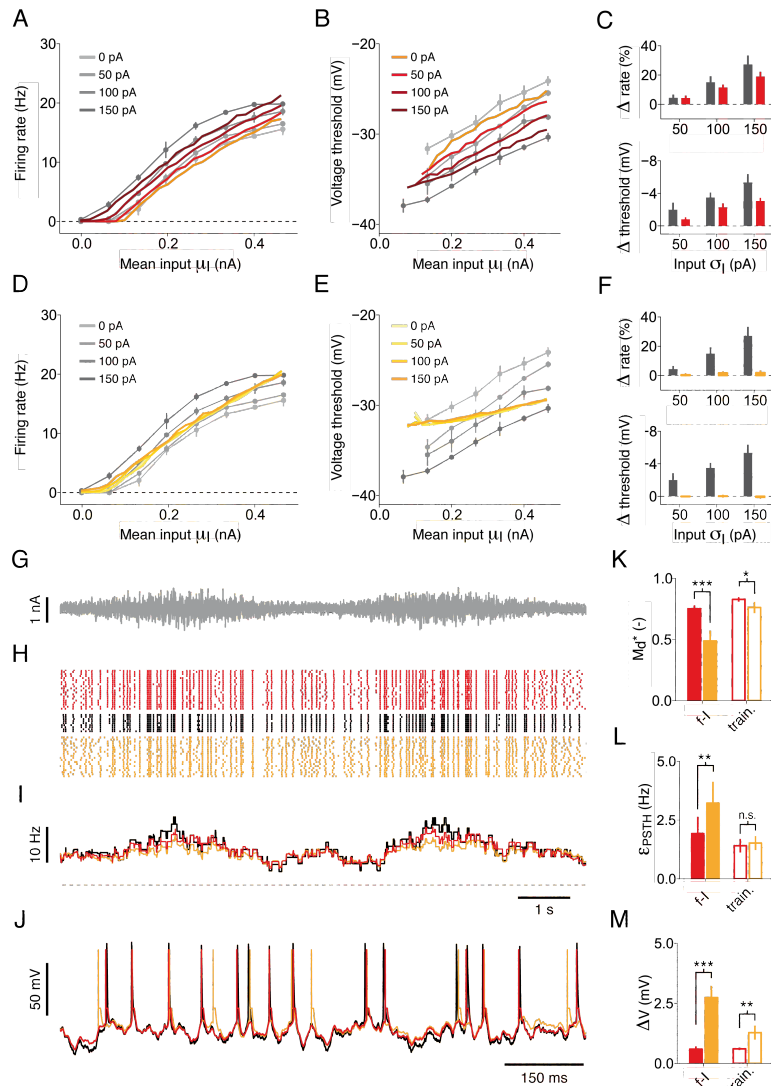 A
Firing rate (Hz)
30
20
10
0
0 pA
50 pA
100 pA
150 pA
0.0
0.2
0.4
Mean input μI (nA)
B
Voltage threshold (mV)
−20
−30
−40
0 pA
50 pA
100 pA
150 pA
0.0
0.2
0.4
Mean input μI (nA)
C
Δ rate (%)
40
20
0
50
100
150
Δ threshold (mV)
−8
−4
0
50
100
150
Input σI (pA)
D
Firing rate (Hz)
30
20
10
0
0 pA
50 pA
100 pA
150 pA
0.0
0.2
0.4
Mean input μI (nA)
E
Voltage threshold (mV)
−20
−30
−40
0 pA
50 pA
100 pA
150 pA
0.0
0.2
0.4
Mean input μI (nA)
F
Δ rate (%)
40
20
0
50
100
150
Δ threshold (mV)
-8
-4
0
50
100
150
Input σI (pA)
G
1 nA
H
I
10 Hz
1 s
J
50 mV
150 ms
K
Md* (-)
1.0
0.5
0
***
*
f-I
train.
L
εPSTH (Hz)
5.0
2.5
0
**
n.s.
f-I
train.
M
ΔV (mV)
5.0
2.5
0
***
**
f-I
train.